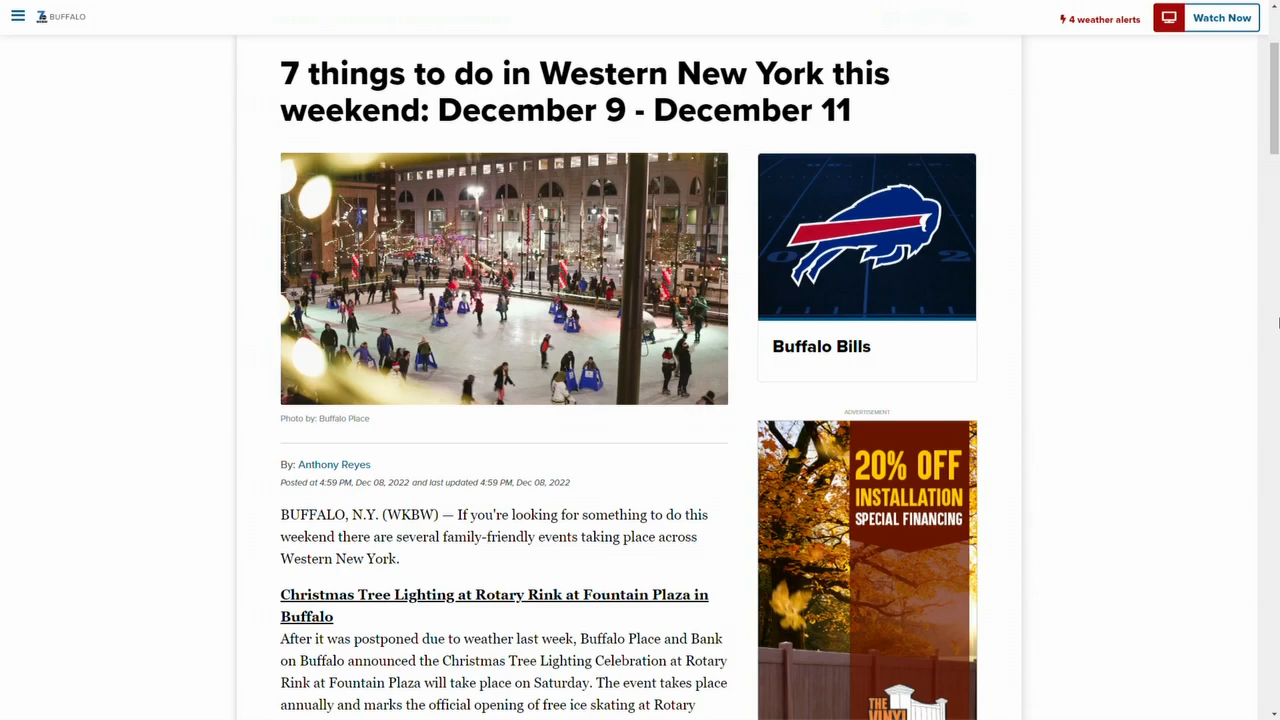 BUFFALO
4 weather alerts
Watch Now
7 things to do in Western New York this
weekend: December 9 - December 11
Photo by: Buffalo Place
By: Anthony Reyes
Posted at 4:59 PM, Dec 08, 2022 and last updated 4:59 PM, Dec 08, 2022
BUFFALO, N.Y. (WKBW) — If you're looking for something to do this
weekend there are several family-friendly events taking place across
Western New York.
Christmas Tree Lighting at Rotary Rink at Fountain Plaza in
Buffalo
After it was postponed due to weather last week, Buffalo Place and Bank
on Buffalo announced the Christmas Tree Lighting Celebration at Rotary
Rink at Fountain Plaza will take place on Saturday. The event takes place
annually and marks the official opening of free ice skating at Rotary
Buffalo Bills
ADVERTISEMENT
20% OFF
INSTALLATION
SPECIAL FINANCING
THE
VINYL